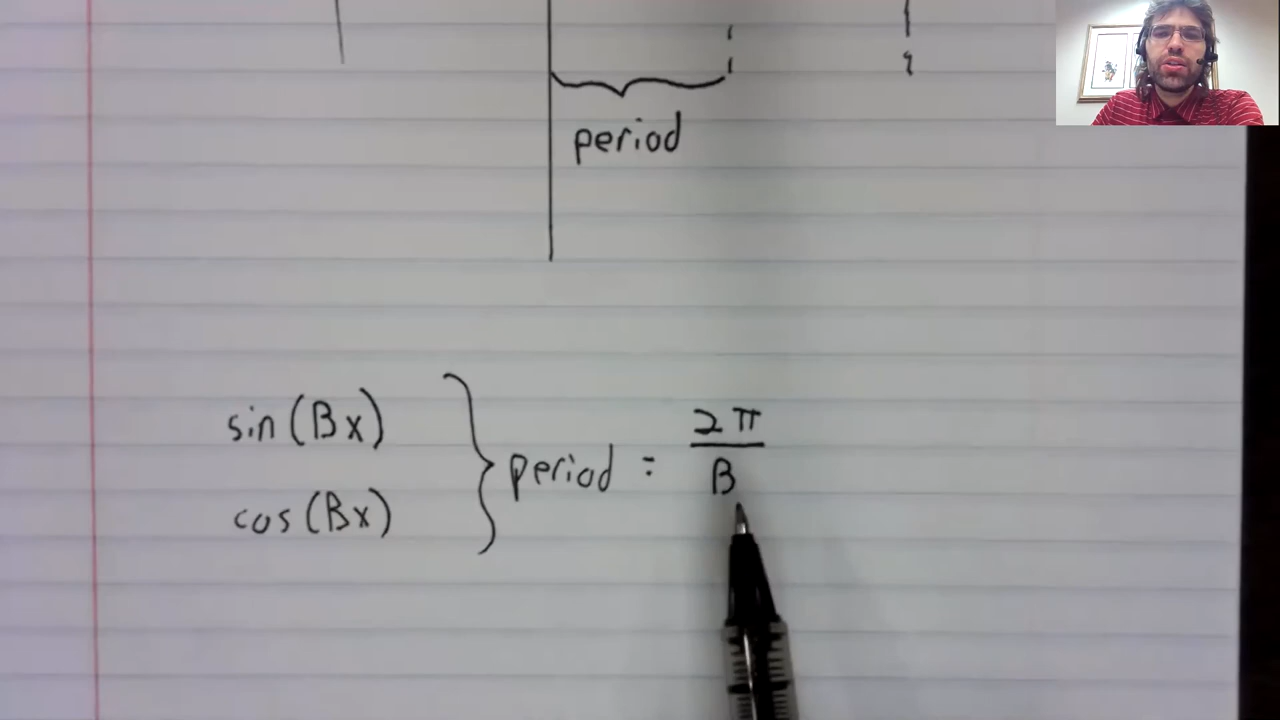 period
sin(Bx)
cos(Bx)
} period = 2π/B